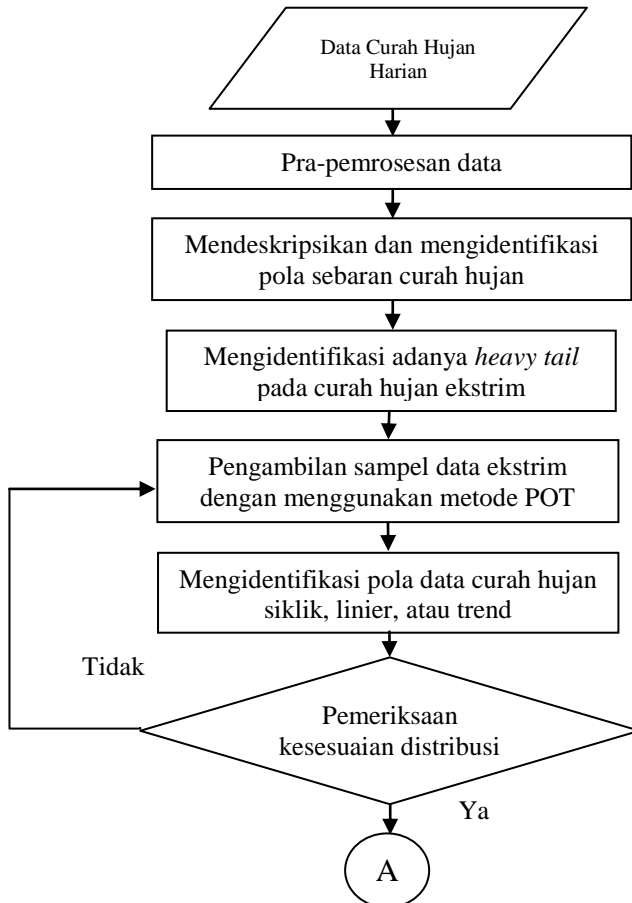 Data Curah Hujan
Harian
Pra-pemrosesan data
Mendeskripsikan dan mengidentifikasi
pola sebaran curah hujan
Mengidentifikasi adanya heavy tail
pada curah hujan ekstrim
Pengambilan sampel data ekstrim
dengan menggunakan metode POT
Mengidentifikasi pola data curah hujan
siklik, linier, atau trend
Tidak
Pemeriksaan
kesesuaian distribusi
Ya
A